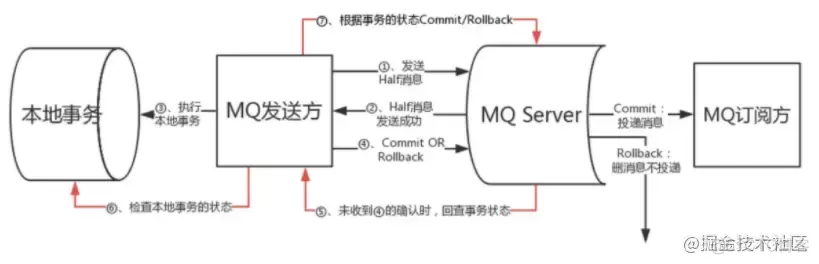 ⑦、根据事务的状态Commit/Rollback
①、发送
Half消息
本地事务
③、执行
本地事务
MQ发送方
②、Half消息
发送成功
MQ Server
Commit：
投递消息
MQ订阅方
④、Commit OR
Rollback
Rollback：
删消息不投递
⑥、检查本地事务的状态
⑤、未收到④的确认时，回查事务状态
@掘金技术社区